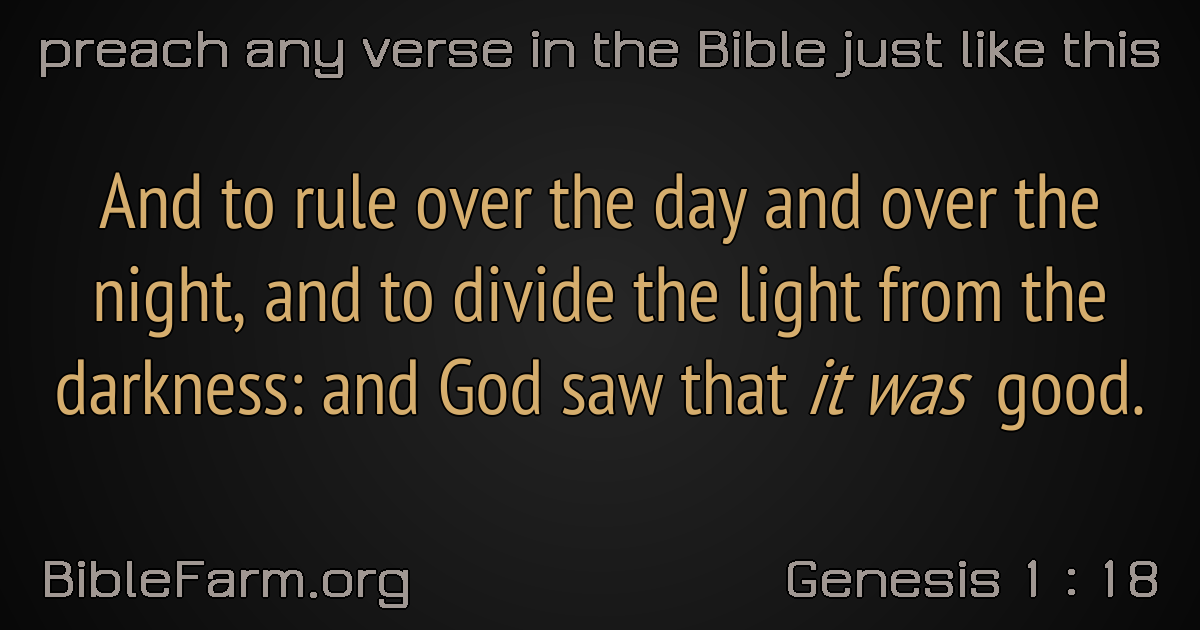 preach any verse in the Bible just like this
And to rule over the day and over the
night, and to divide the light from the
darkness: and God saw that it was good.
BibleFarm.org
Genesis 1 : 18